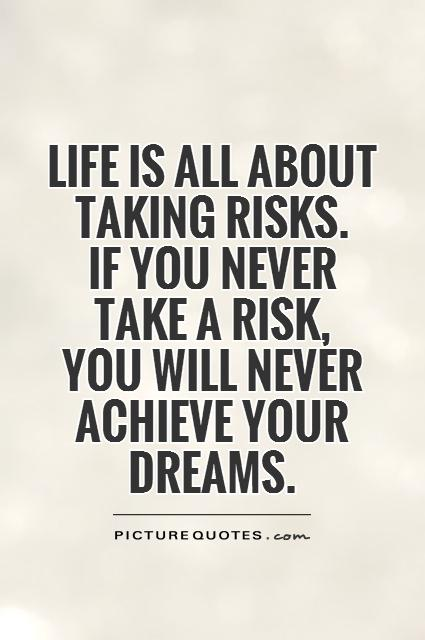 LIFE IS ALL ABOUT
TAKING RISKS.
IF YOU NEVER
TAKE A RISK,
YOU WILL NEVER
ACHIEVE YOUR
DREAMS.
PICTUREQUOTES.com